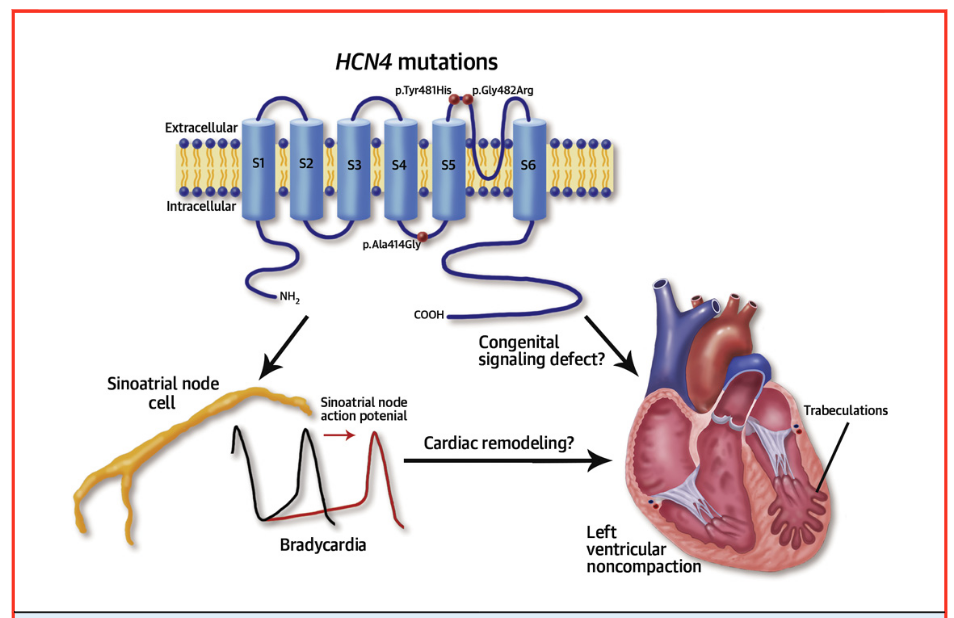 HCN4 mutations
p.Tyr481His
p.Gly482Arg
Extracellular
S1
S2
S3
S4
S5
S6
Intracellular
p.Ala414Gly
NH2
COOH
Congenital
signaling defect?
Sinoatrial node
cell
Sinoatrial node
action potenial
Trabeculations
Cardiac remodeling?
Bradycardia
Left
ventricular
noncompaction